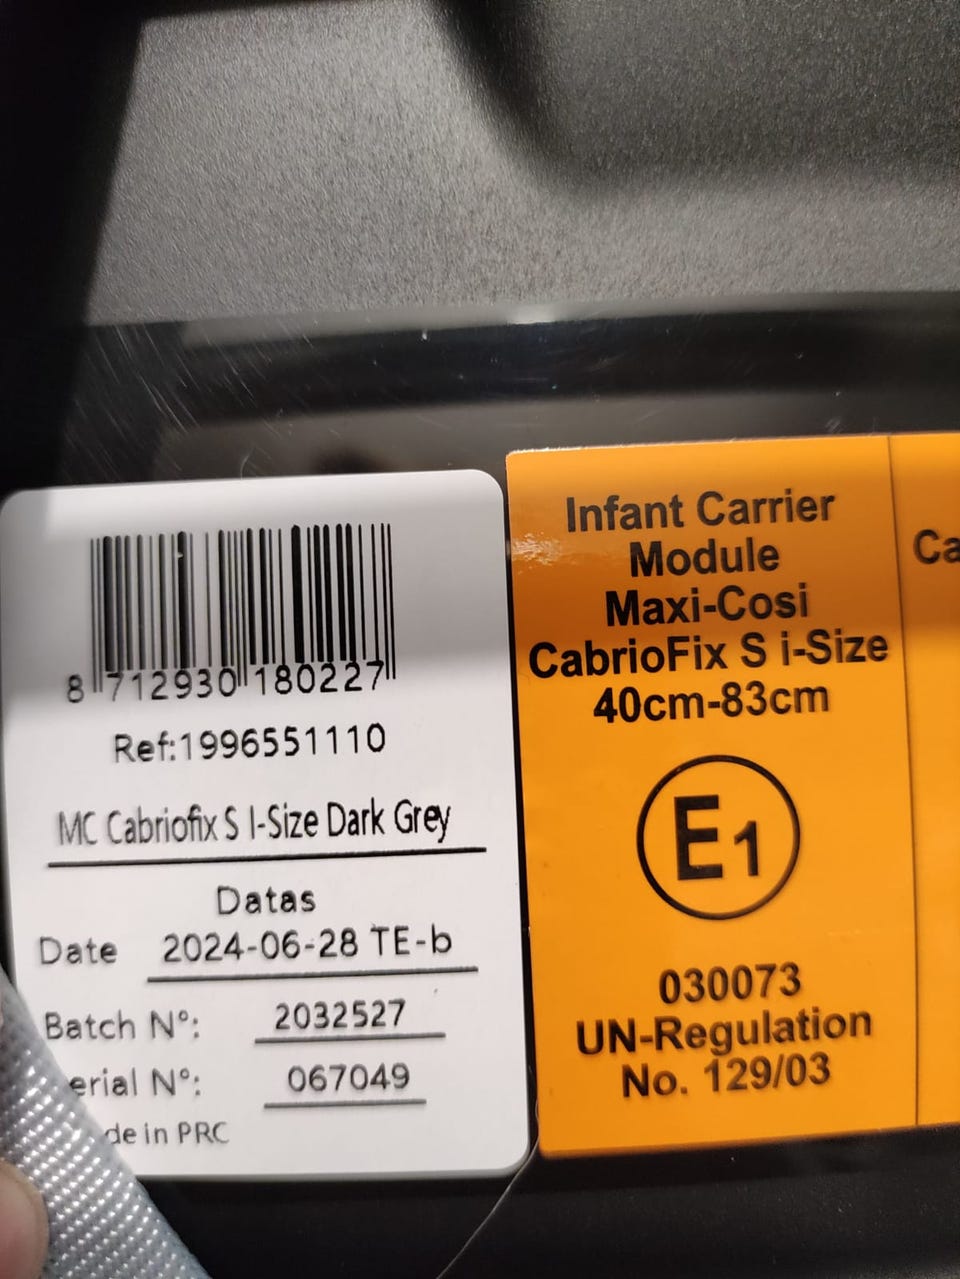 8 712930 180227
Ref:1996551110
MC Cabriofix S I-Size Dark Grey
Datas
Date 2024-06-28 TE-b
Batch N°: 2032527
erial N°: 067049
de in PRC
Infant Carrier
Module
Maxi-Cosi
CabrioFix S i-Size
40cm-83cm
E1
030073
UN-Regulation
No. 129/03
Ca